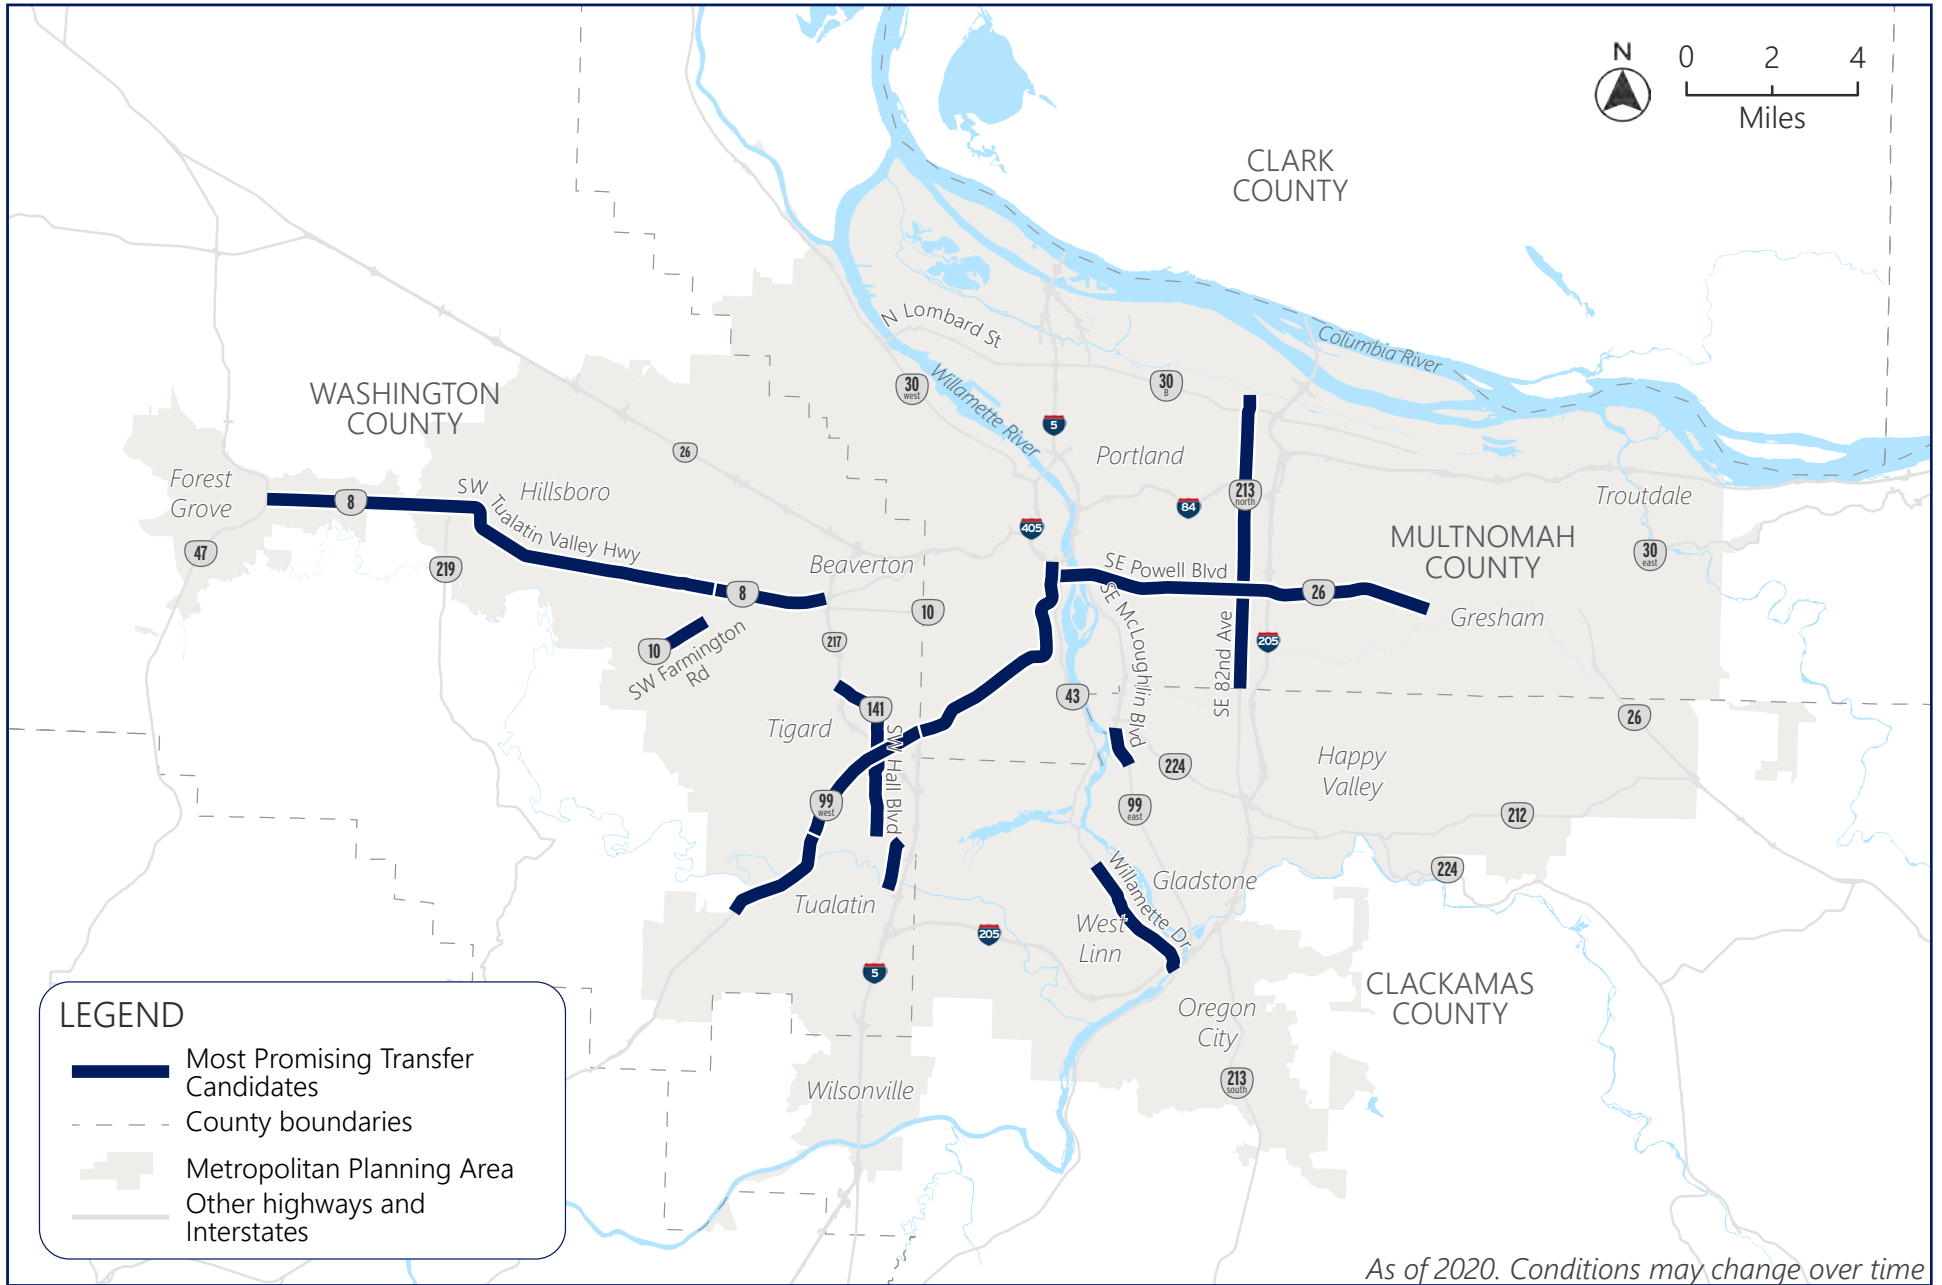 N
0 2 4
Miles
CLARK
COUNTY
Columbia River
N Lombard St
30
west
Willamette River
30
B
5
WASHINGTON
COUNTY
26
Portland
Forest
Grove
8
SW Tualatin Valley Hwy
Hillsboro
213
north
84
405
Troutdale
MULTNOMAH
COUNTY
30
east
47
219
Beaverton
SE Powell Blvd
8
10
26
Gresham
217
10
SW Farmington
Rd
SE McLoughlin Blvd
SE 82nd Ave
205
43
141
Tigard
SW Hall Blvd
26
224
Happy
Valley
99
west
99
east
212
224
Willamette Dr
Gladstone
Tualatin
West
Linn
205
5
CLACKAMAS
COUNTY
Oregon
City
213
south
Wilsonville
LEGEND
Most Promising Transfer
Candidates
County boundaries
Metropolitan Planning Area
Other highways and
Interstates
As of 2020. Conditions may change over time